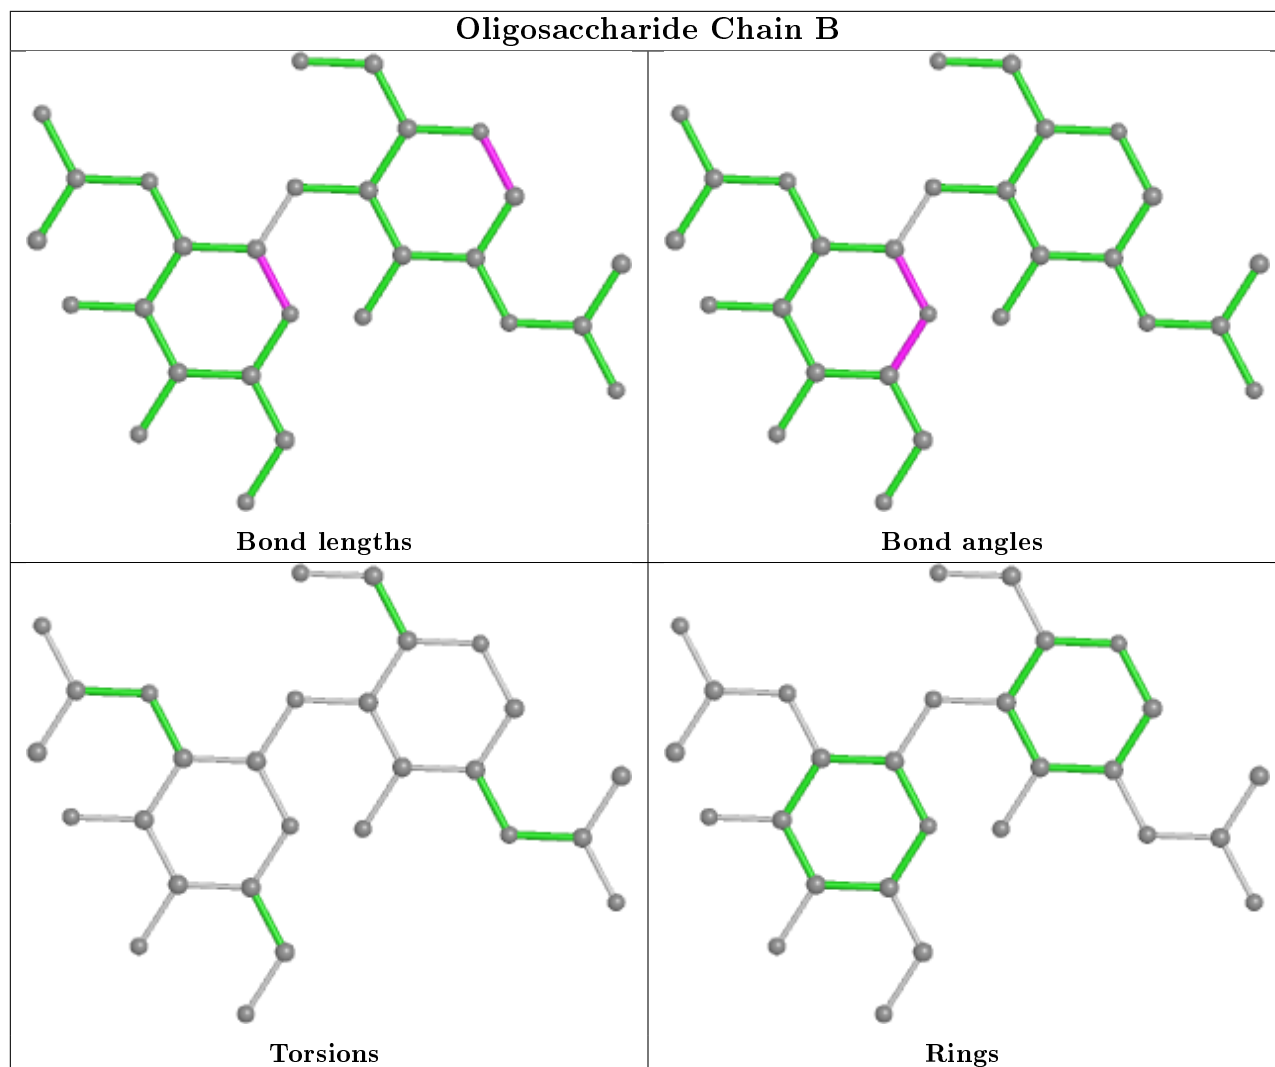 Oligosaccharide Chain B
Bond lengths
Bond angles
Torsions
Rings